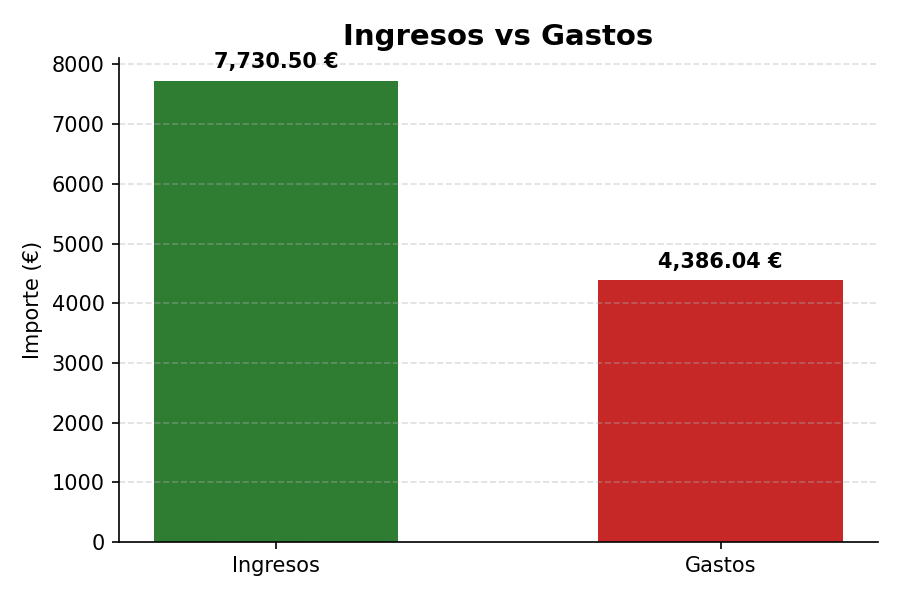 Ingresos vs Gastos
7,730.50 €
4,386.04 €
Importe (€)
8000
7000
6000
5000
4000
3000
2000
1000
0
Ingresos
Gastos